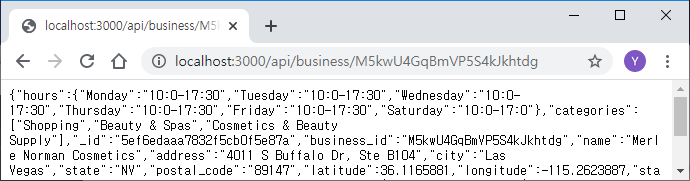 localhost:3000/api/business/M5
localhost:3000/api/business/M5kwU4GqBmVP5S4kJkhtdg
Y
{"hours":{"Monday":"10:0-17:30","Tuesday":"10:0-17:30","Wednesday":"10:0-
17:30","Thursday":"10:0-17:30","Friday":"10:0-17:30","Saturday":"10:0-17:0"},"categories":
["Shopping","Beauty & Spas","Cosmetics & Beauty
Supply"],"_id":"5ef6edaaa7832f5cb0f5e87a","business_id":"M5kwU4GqBmVP5S4kJkhtdg","name":"Merl
e Norman Cosmetics","address":"4011 S Buffalo Dr, Ste B104","city":"Las
Vegas","state":"NV","postal_code":"89147","latitude":36.1165881,"longitude":-115.2623887,"sta